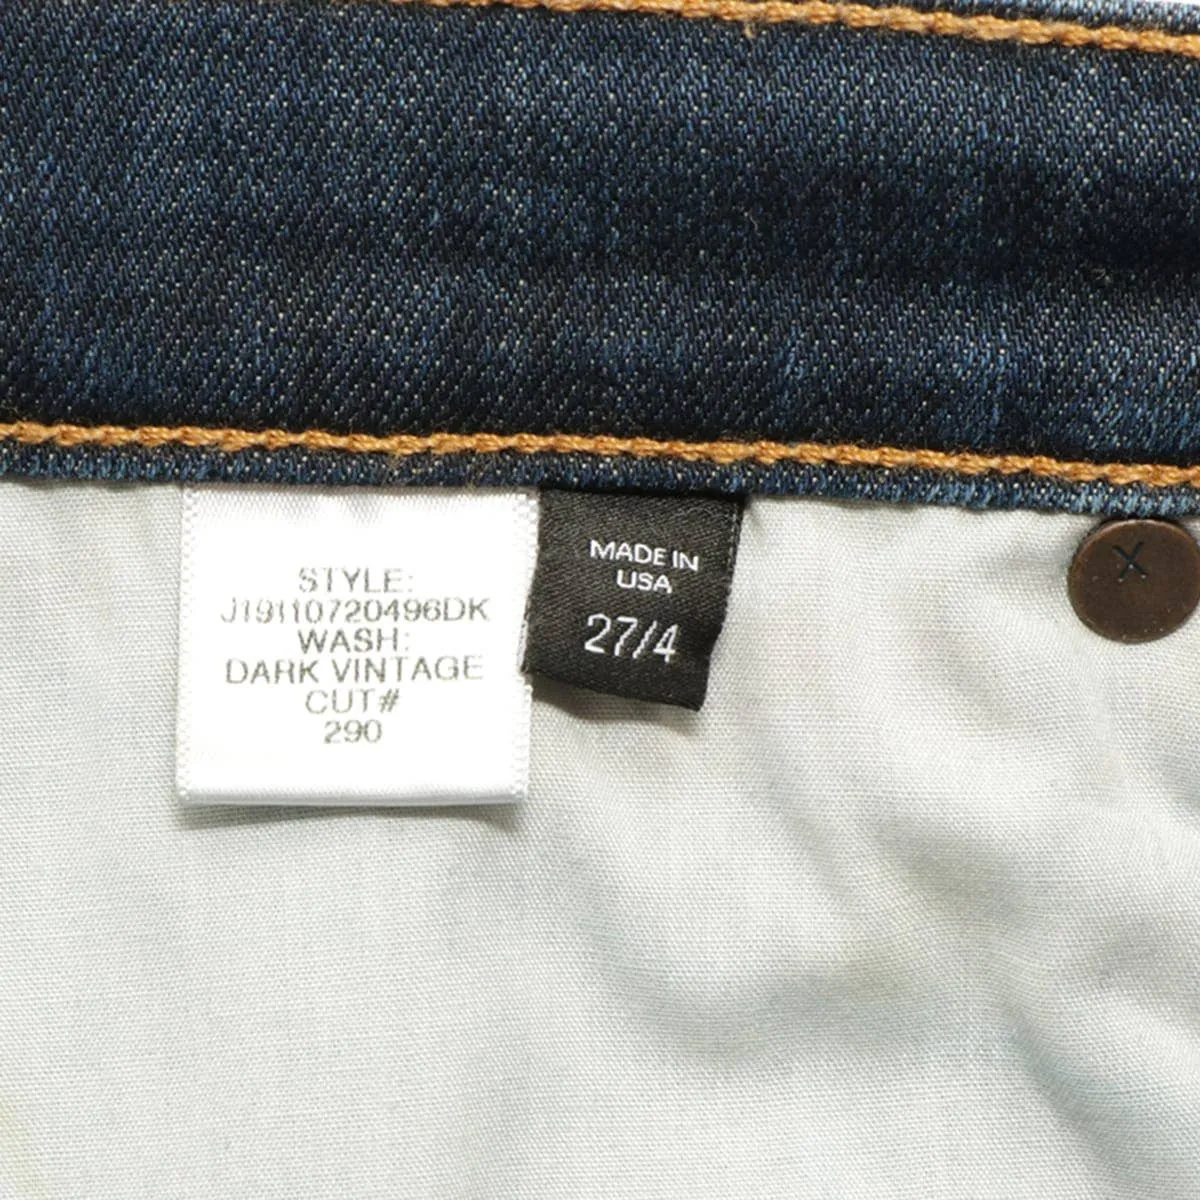 STYLE:
J19110720496DK
WASH:
DARK VINTAGE
CUT#
290
MADE IN
USA
27/4
X